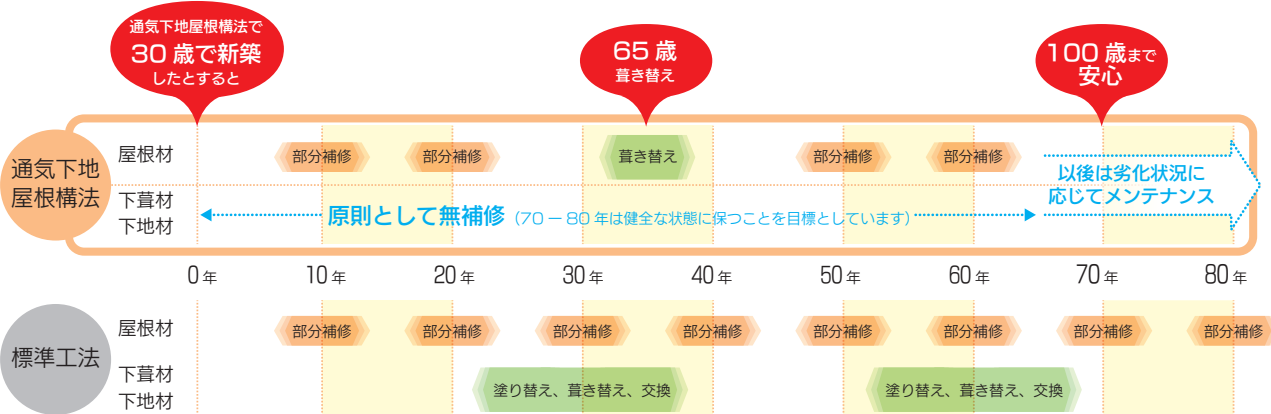 通気下地屋根構法で
30歳で新築
したとすると
65歳
葺き替え
100歳まで
安心
通気下地
屋根構法
屋根材
部分補修
部分補修
葺き替え
部分補修
部分補修
以後は劣化状況に
応じてメンテナンス
下葺材
下地材
原則として無補修（70ー80年は健全な状態に保つことを目標としています）
0年 10年 20年 30年 40年 50年 60年 70年 80年
標準工法
屋根材
部分補修
部分補修
部分補修
部分補修
部分補修
部分補修
部分補修
部分補修
下葺材
下地材
塗り替え、葺き替え、交換
塗り替え、葺き替え、交換